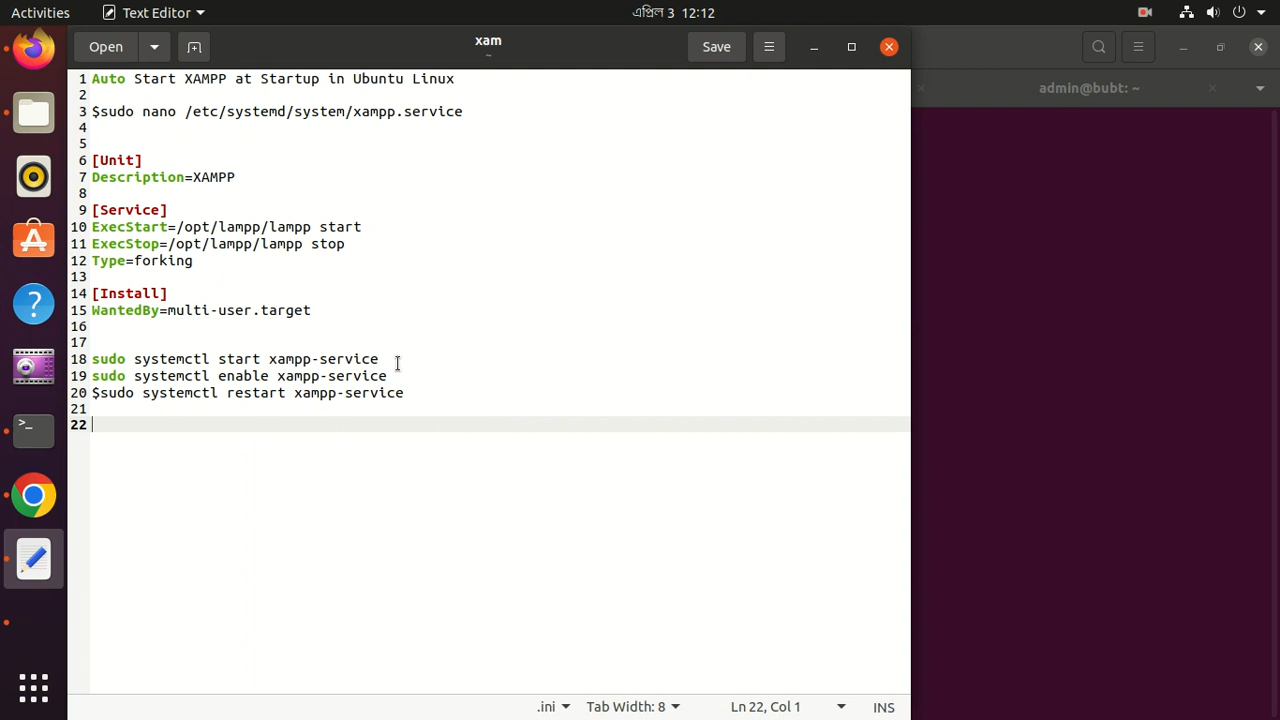 Activities
Text Editor
এপ্রিল 3 12:12
Open
xam
~
Save
admin@bubt: ~
1 Auto Start XAMPP at Startup in Ubuntu Linux
2
3 $sudo nano /etc/systemd/system/xampp.service
4
5
6 [Unit]
7 Description=XAMPP
8
9 [Service]
10 ExecStart=/opt/lampp/lampp start
11 ExecStop=/opt/lampp/lampp stop
12 Type=forking
13
14 [Install]
15 WantedBy=multi-user.target
16
17
18 sudo systemctl start xampp-service
19 sudo systemctl enable xampp-service
20 $sudo systemctl restart xampp-service
21
22
.ini
Tab Width: 8
Ln 22, Col 1
INS